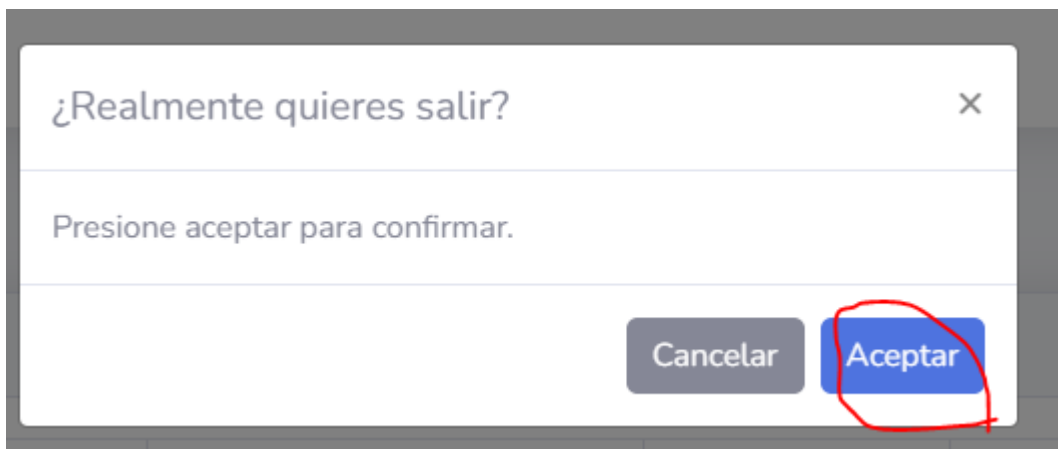 ¿Realmente quieres salir?
×
Presione aceptar para confirmar.
Cancelar Aceptar